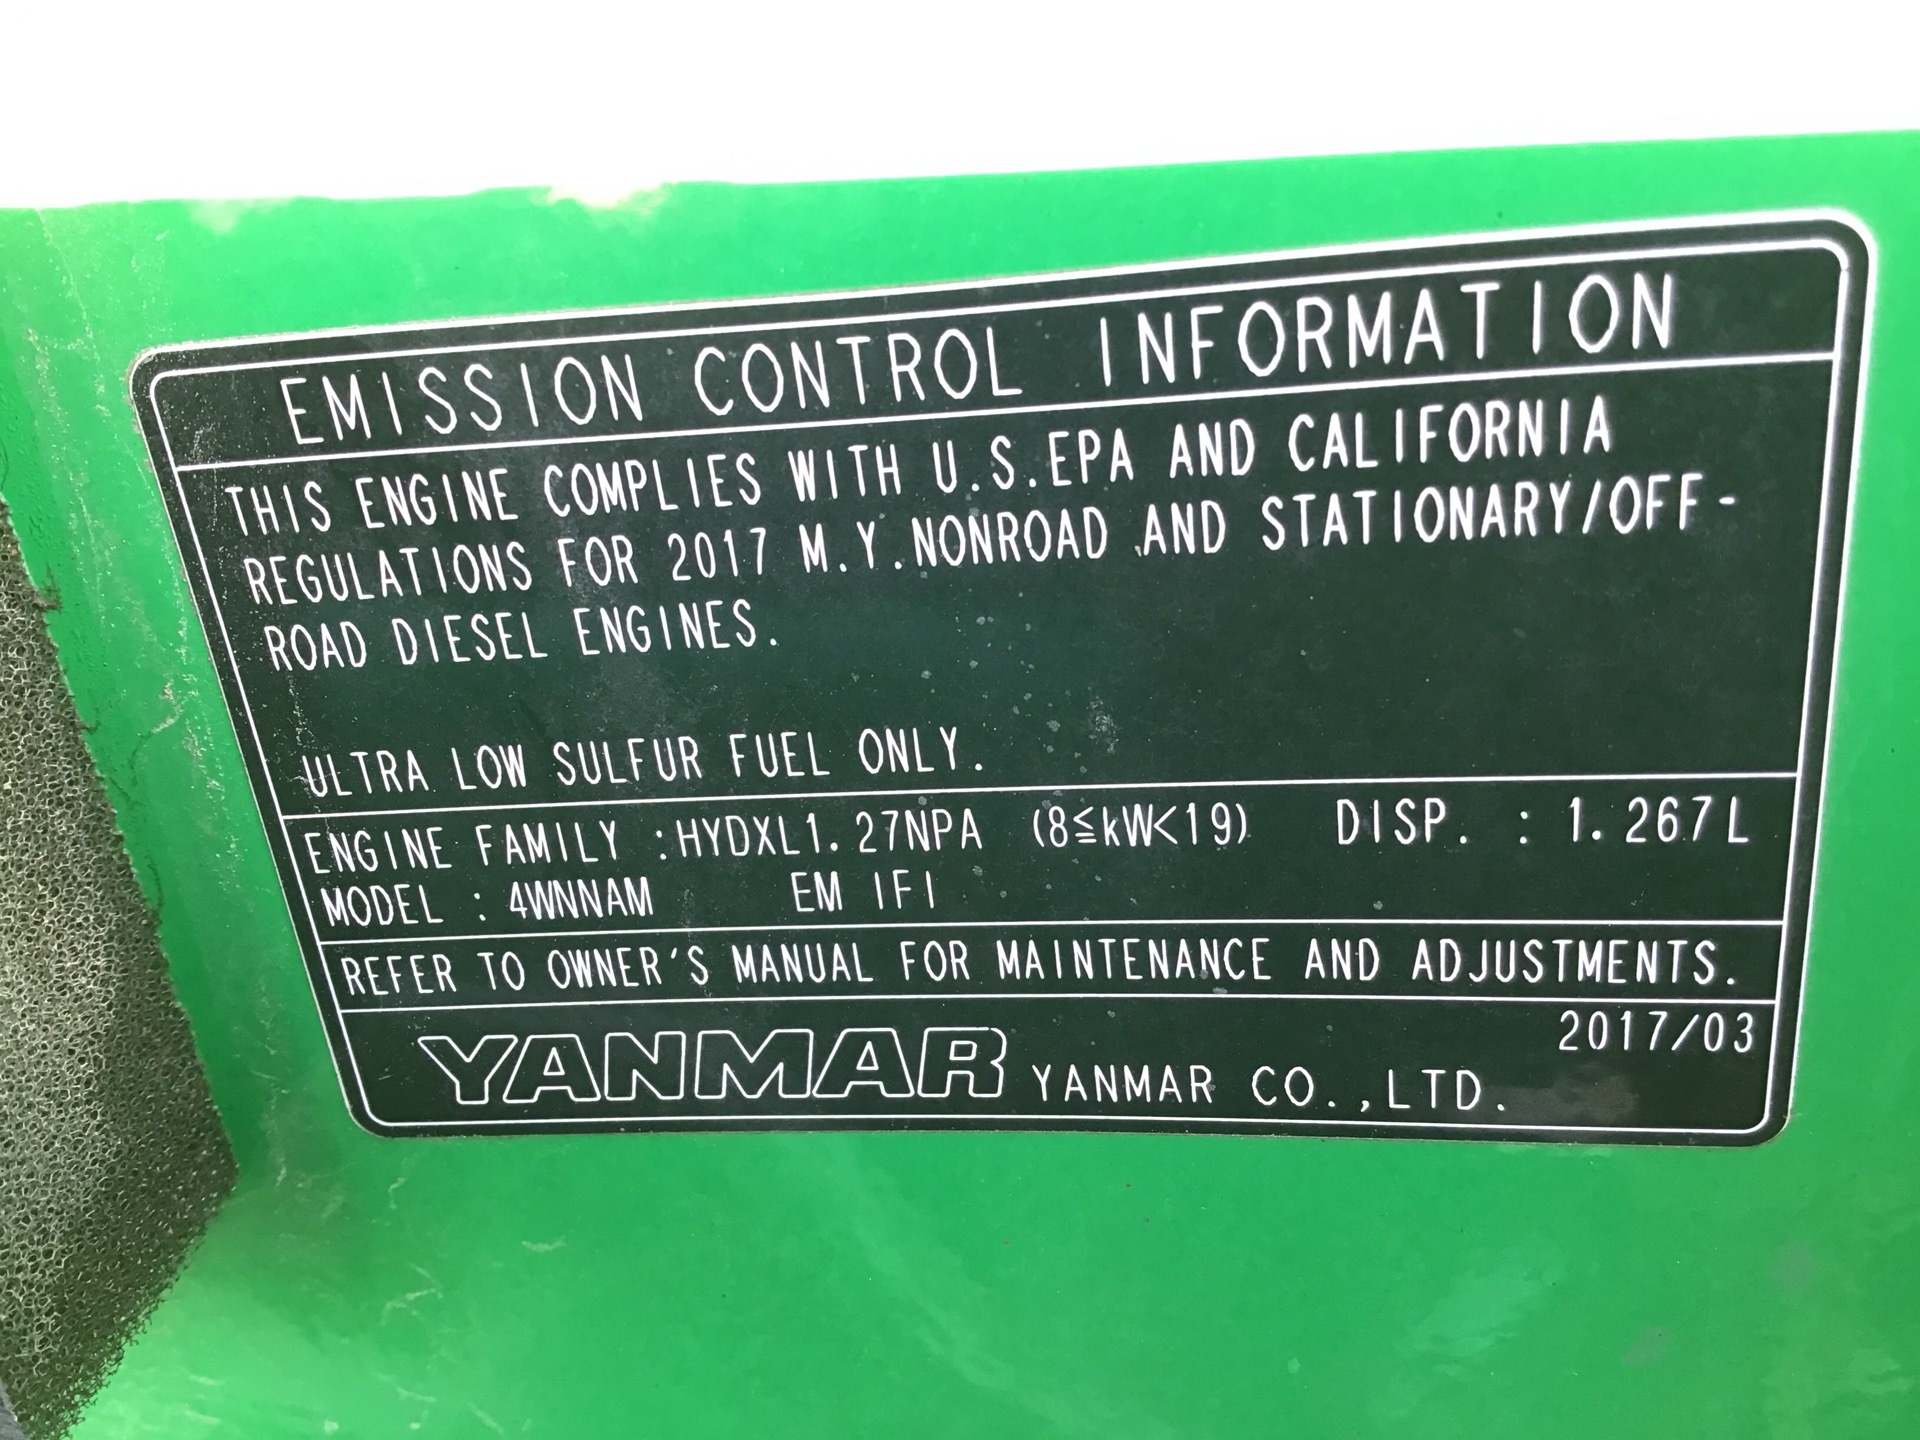 EMISSION CONTROL INFORMATION
THIS ENGINE COMPLIES WITH U.S.EPA AND CALIFORNIA
REGULATIONS FOR 2017 M.Y.NONROAD AND STATIONARY/OFF-
ROAD DIESEL ENGINES.
ULTRA LOW SULFUR FUEL ONLY.
ENGINE FAMILY :HYDXL1.27NPA (8≦kW<19) DISP. : 1.267L
MODEL : 4WNNAM EM IFI
REFER TO OWNER'S MANUAL FOR MAINTENANCE AND ADJUSTMENTS.
2017/03
YANMAR YANMAR CO.,LTD.